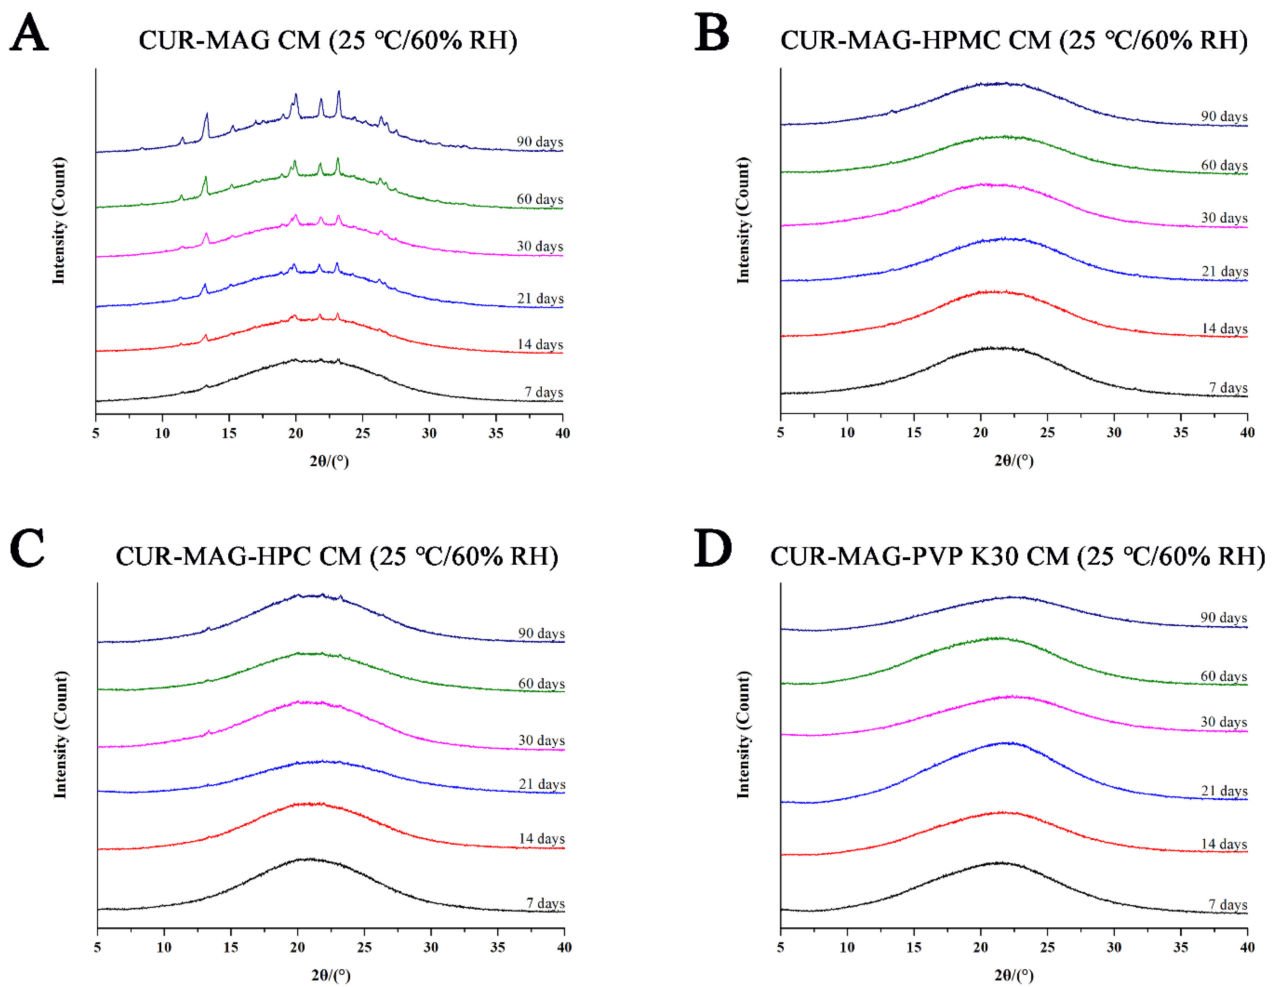 A
CUR-MAG CM (25 ℃/60% RH)
Intensity (Count)
90 days
60 days
30 days
21 days
14 days
7 days
5 10 15 20 25 30 35 40
2θ/(°)
B
CUR-MAG-HPMC CM (25 ℃/60% RH)
Intensity (Count)
90 days
60 days
30 days
21 days
14 days
7 days
5 10 15 20 25 30 35 40
2θ/(°)
C
CUR-MAG-HPC CM (25 ℃/60% RH)
Intensity (Count)
90 days
60 days
30 days
21 days
14 days
7 days
5 10 15 20 25 30 35 40
2θ/(°)
D
CUR-MAG-PVP K30 CM (25 ℃/60% RH)
Intensity (Count)
90 days
60 days
30 days
21 days
14 days
7 days
5 10 15 20 25 30 35 40
2θ/(°)